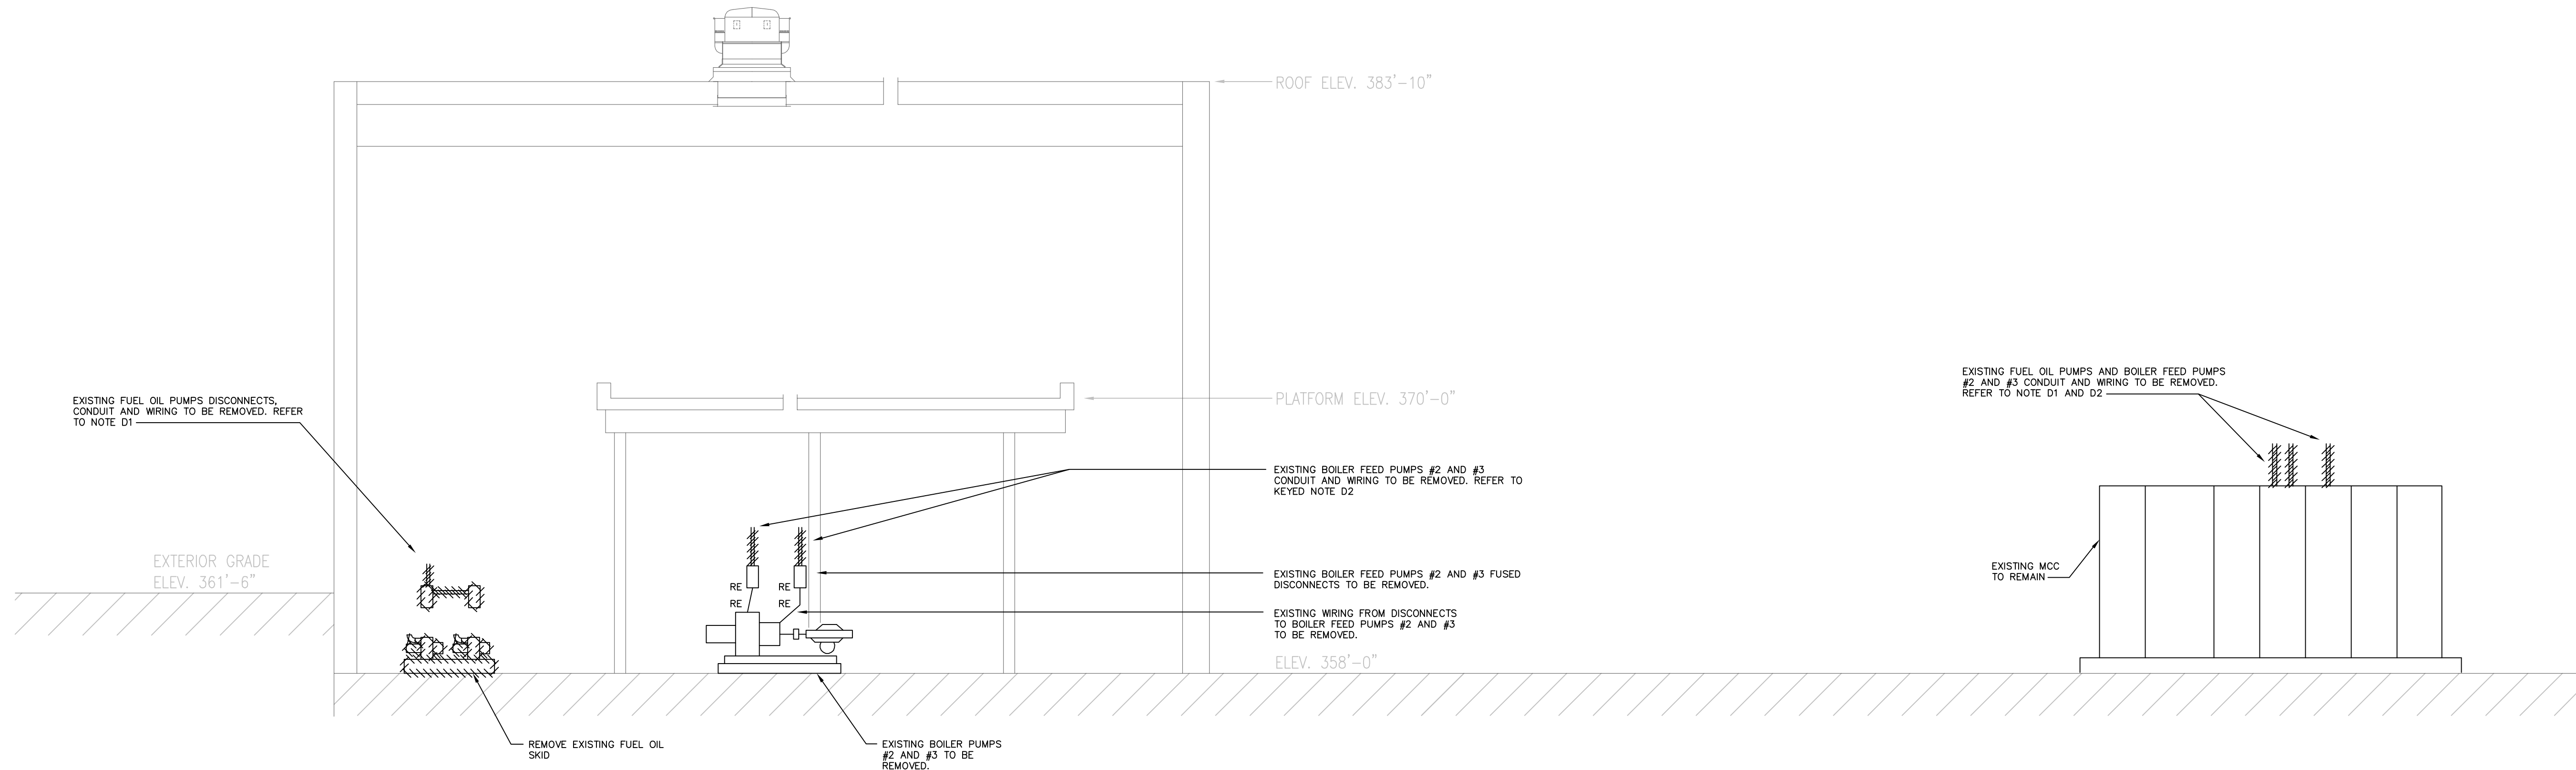 ROOF ELEV. 383'-10"
EXISTING FUEL OIL PUMPS AND BOILER FEED PUMPS
#2 AND #3 CONDUIT AND WIRING TO BE REMOVED.
REFER TO NOTE D1 AND D2
PLATFORM ELEV. 370'-0"
EXISTING FUEL OIL PUMPS DISCONNECTS,
CONDUIT AND WIRING TO BE REMOVED. REFER
TO NOTE D1
EXISTING BOILER FEED PUMPS #2 AND #3
CONDUIT AND WIRING TO BE REMOVED. REFER TO
KEYED NOTE D2
EXTERIOR GRADE
ELEV. 361'-6"
EXISTING BOILER FEED PUMPS #2 AND #3 FUSED
DISCONNECTS TO BE REMOVED.
EXISTING MCC
TO REMAIN
RE RE
RE RE
EXISTING WIRING FROM DISCONNECTS
TO BOILER FEED PUMPS #2 AND #3
TO BE REMOVED.
ELEV. 358'-0"
REMOVE EXISTING FUEL OIL
SKID
EXISTING BOILER PUMPS
#2 AND #3 TO BE
REMOVED.